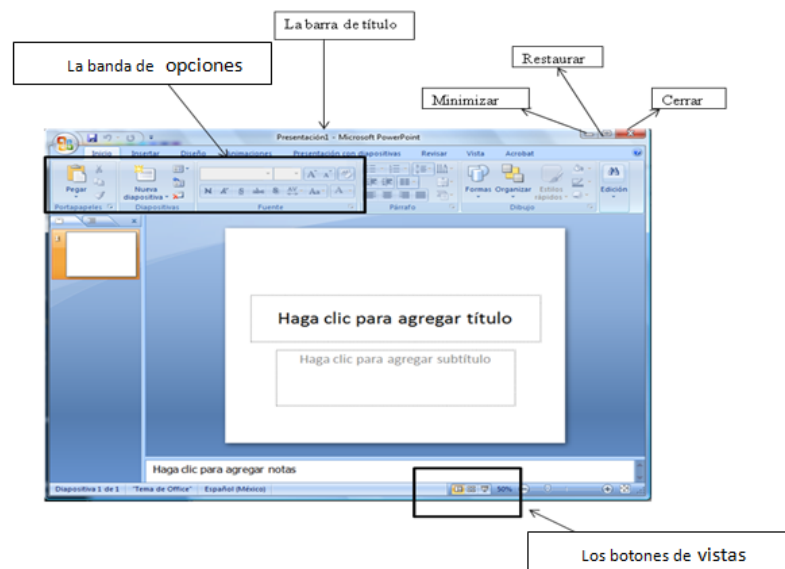 La barra de título
La banda de opciones
Restaurar
Minimizar
Cerrar
Presentación1 - Microsoft PowerPoint
Inicio Insertar Diseño Animaciones Presentación con diapositivas Revisar Vista Acrobat
Pegar Nueva diapositiva Formas Organizar Estilos rápidos Edición
Portapapeles Diapositivas Fuente Párrafo Dibujo
1
Haga clic para agregar título
Haga clic para agregar subtítulo
Haga clic para agregar notas
Diapositiva 1 de 1 "Tema de Office" Español (México) 50%
Los botones de vistas